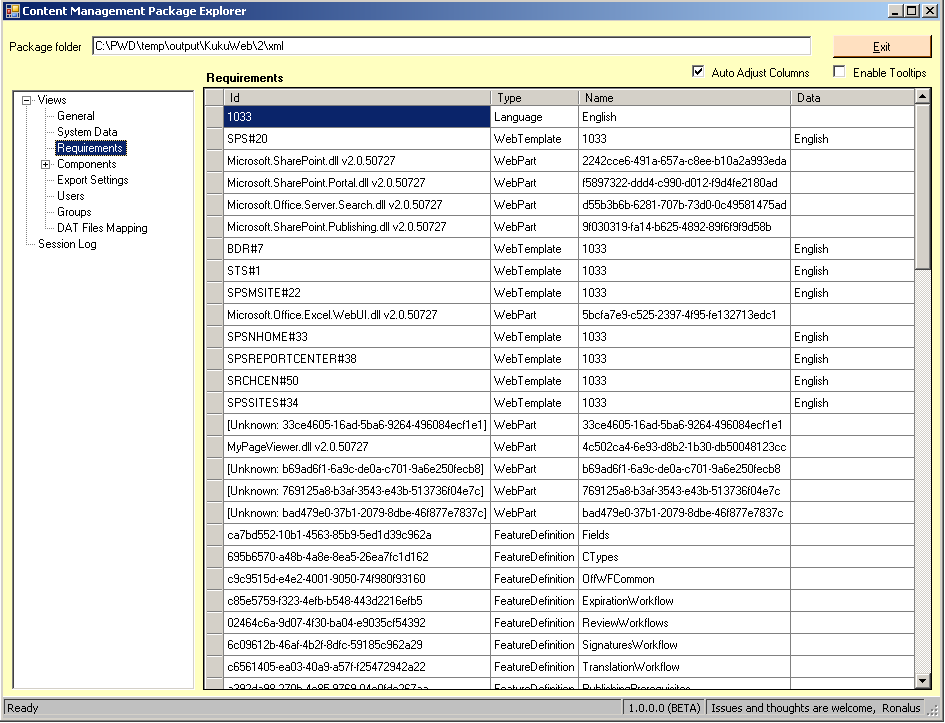 Content Management Package Explorer
Package folder C:\PWD\temp\output\KukuWeb\2\xml Exit
Requirements Auto Adjust Columns Enable Tooltips
Views
General
System Data
Requirements
Components
Export Settings
Users
Groups
DAT Files Mapping
Session Log
Id Type Name Data
1033 Language English
SPS#20 WebTemplate 1033 English
Microsoft.SharePoint.dll v2.0.50727 WebPart 2242cce6-491a-657a-c8ee-b10a2a993eda
Microsoft.SharePoint.Portal.dll v2.0.50727 WebPart f5897322-ddd4-c990-d012-f9d4fe2180ad
Microsoft.Office.Server.Search.dll v2.0.50727 WebPart d55b3b6b-6281-707b-73d0-0c49581475ad
Microsoft.SharePoint.Publishing.dll v2.0.50727 WebPart 9f030319-fa14-b625-4892-89f6f9f9d58b
BDR#7 WebTemplate 1033 English
STS#1 WebTemplate 1033 English
SPSMSITE#22 WebTemplate 1033 English
Microsoft.Office.Excel.WebUI.dll v2.0.50727 WebPart 5bcfa7e9-c525-2397-4f95-fe132713edc1
SPSNHOME#33 WebTemplate 1033 English
SPSREPORTCENTER#38 WebTemplate 1033 English
SRCHCEN#50 WebTemplate 1033 English
SPSSITES#34 WebTemplate 1033 English
[Unknown: 33ce4605-16ad-5ba6-9264-496084ecf1e1] WebPart 33ce4605-16ad-5ba6-9264-496084ecf1e1
MyPageViewer.dll v2.0.50727 WebPart 4c502ca4-6e93-d8b2-1b30-db50048123cc
[Unknown: b69ad6f1-6a9c-de0a-c701-9a6e250fecb8] WebPart b69ad6f1-6a9c-de0a-c701-9a6e250fecb8
[Unknown: 769125a8-b3af-3543-e43b-513736f04e7c] WebPart 769125a8-b3af-3543-e43b-513736f04e7c
[Unknown: bad479e0-37b1-2079-8dbe-46f877e7837c] WebPart bad479e0-37b1-2079-8dbe-46f877e7837c
ca7bd552-10b1-4563-85b9-5ed1d39c962a FeatureDefinition Fields
695b6570-a48b-4a8e-8ea5-26ea7fc1d162 FeatureDefinition CTypes
c9c9515d-e4e2-4001-9050-74f980f93160 FeatureDefinition OffWFCommon
c85e5759-f323-4efb-b548-443d2216efb5 FeatureDefinition ExpirationWorkflow
02464c6a-9d07-4f30-ba04-e9035cf54392 FeatureDefinition ReviewWorkflows
6c09612b-46af-4b2f-8dfc-59185c962a29 FeatureDefinition SignaturesWorkflow
c6561405-ea03-40a9-a57f-f25472942a22 FeatureDefinition TranslationWorkflow
a392da98-270b-4e85-9769-04c0fde267aa FeatureDefinition PublishingPrerequisites
Ready 1.0.0.0 (BETA) Issues and thoughts are welcome, Ronalus